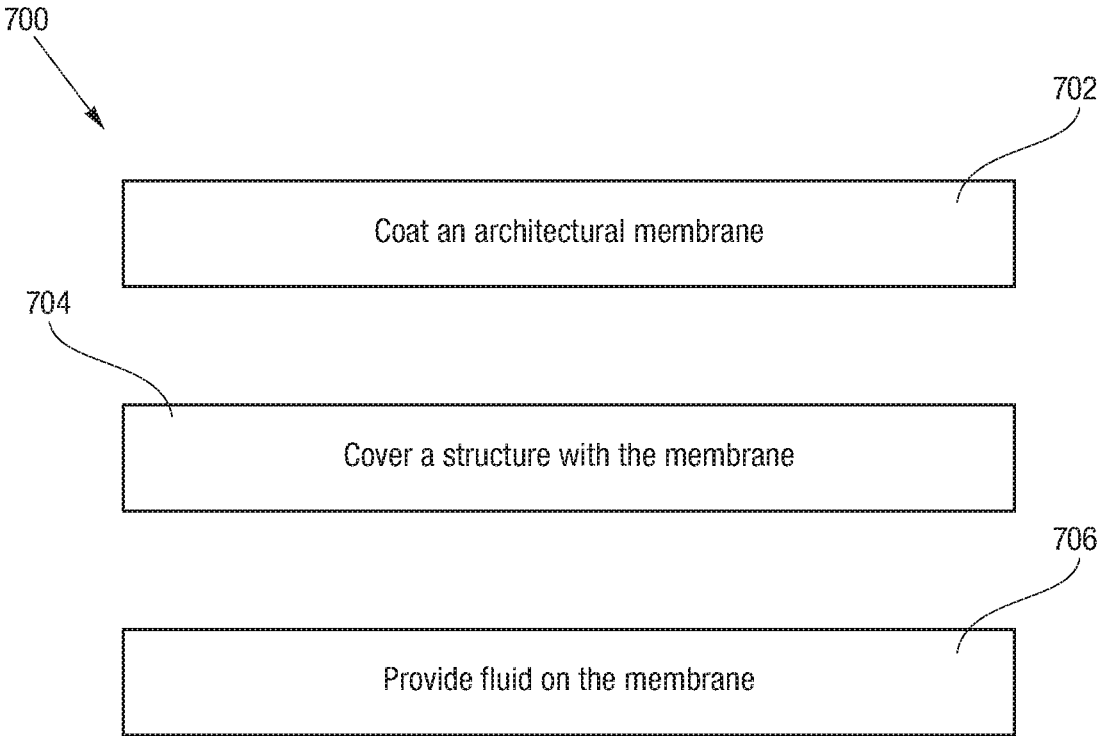 700
702
Coat an architectural membrane
704
Cover a structure with the membrane
706
Provide fluid on the membrane